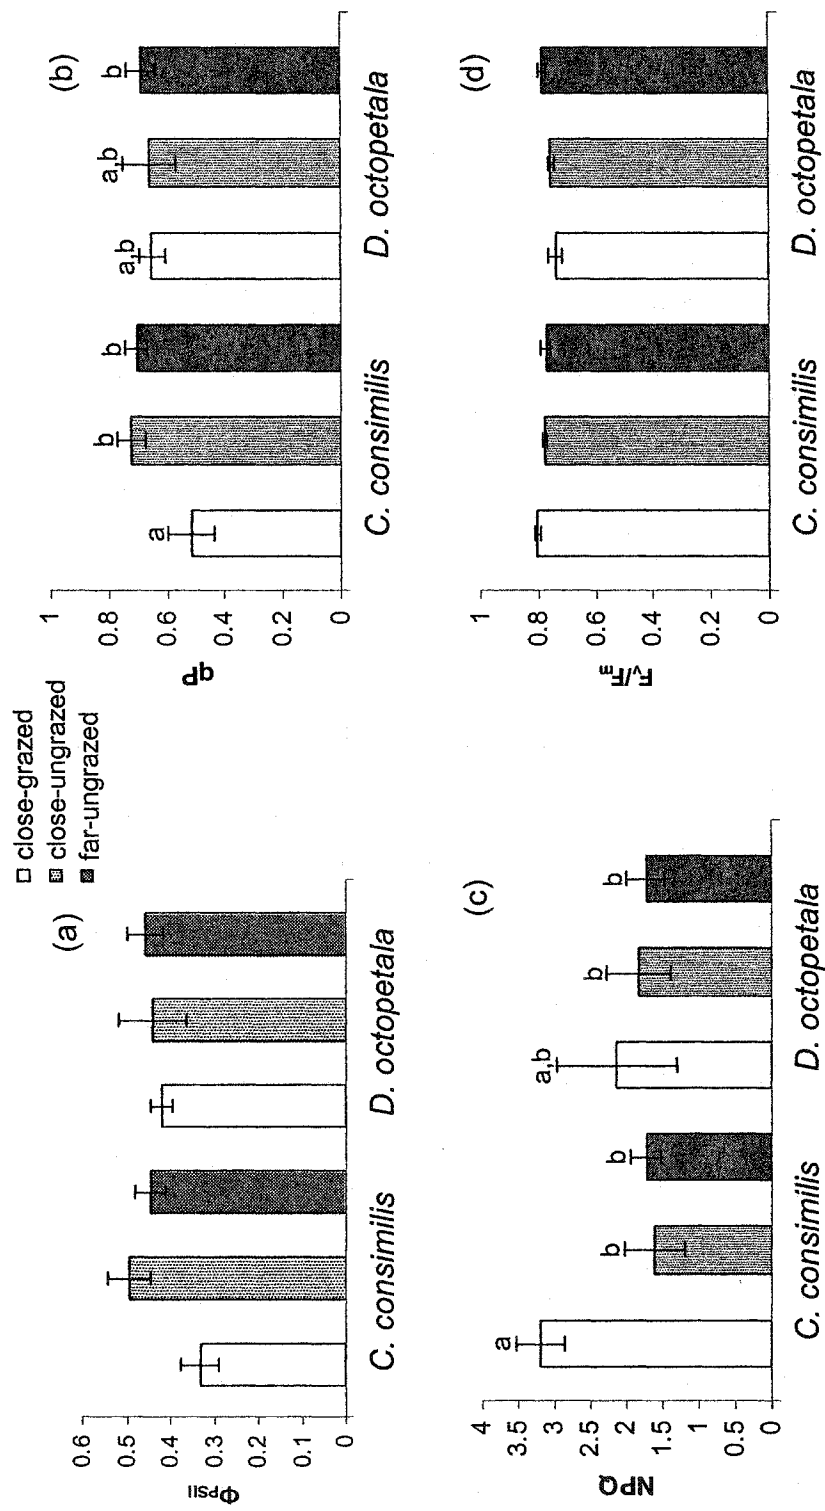 □ close-grazed
▩ close-ungrazed
▩ far-ungrazed
(a)
0.6
0.5
0.4
0.3
0.2
0.1
0
ΦPSII
C. consimilis
D. octopetala
(b)
1
0.8
0.6
0.4
0.2
0
qP
a
b
b
a,b
a,b
b
C. consimilis
D. octopetala
(c)
4
3.5
3
2.5
2
1.5
1
0.5
0
NPQ
a
b
b
a,b
b
b
C. consimilis
D. octopetala
(d)
1
0.8
0.6
0.4
0.2
0
Fv/Fm
C. consimilis
D. octopetala